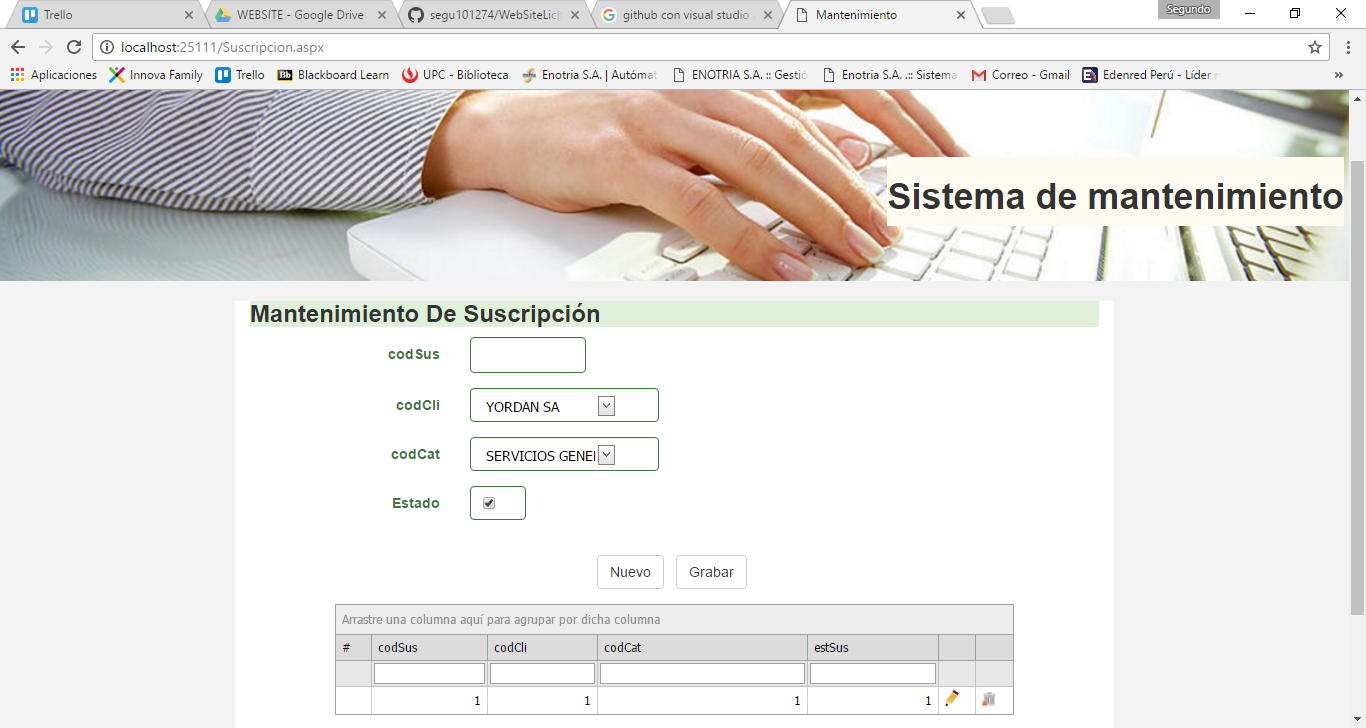 Trello
WEBSITE - Google Drive
segu101274/WebSiteLici
github con visual studio
Mantenimiento
Segundo
localhost:25111/Suscripcion.aspx
Aplicaciones
Innova Family
Trello
Bb Blackboard Learn
UPC - Biblioteca
Enotria S.A. | Autómat
ENOTRIA S.A. :: Gestió
Enotria S.A. .:: Sistema
Correo - Gmail
Edenred Perú - Líder
»
Sistema de mantenimiento
Mantenimiento De Suscripción
codSus
codCli YORDAN SA
codCat SERVICIOS GENE
Estado
Nuevo Grabar
Arrastre una columna aquí para agrupar por dicha columna
# codSus codCli codCat estSus
1 1 1 1